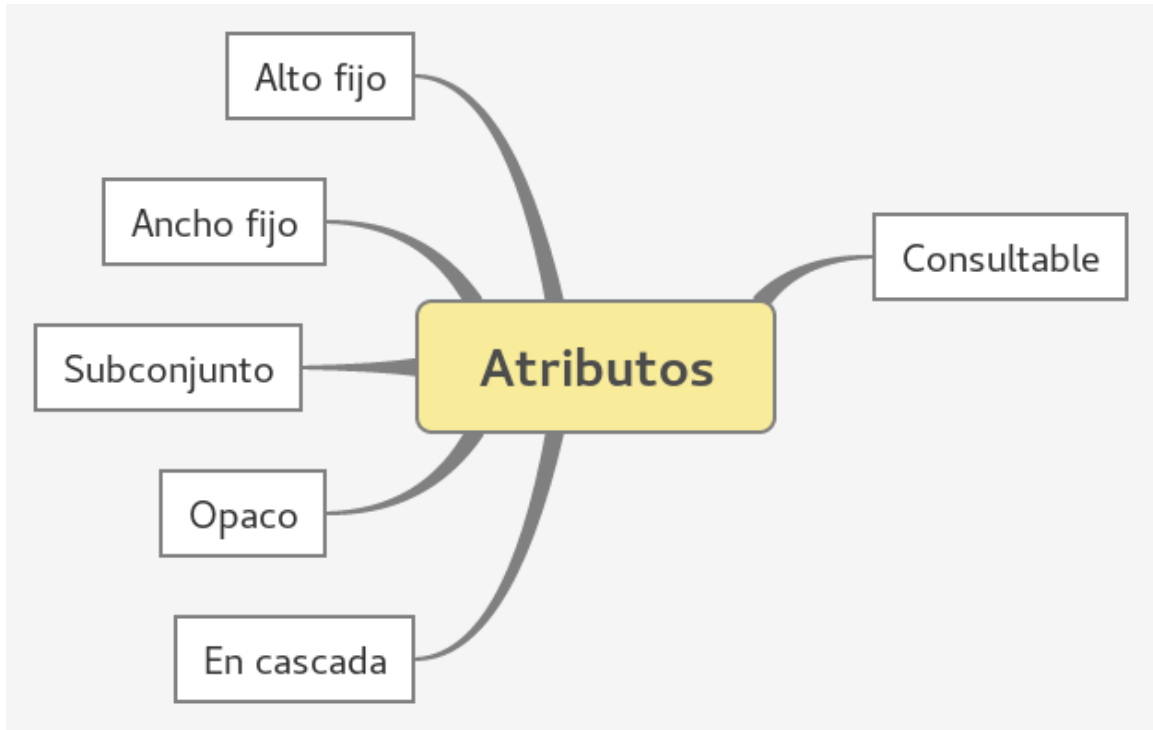 Alto fijo
Ancho fijo
Consultable
Subconjunto
Atributos
Opaco
En cascada